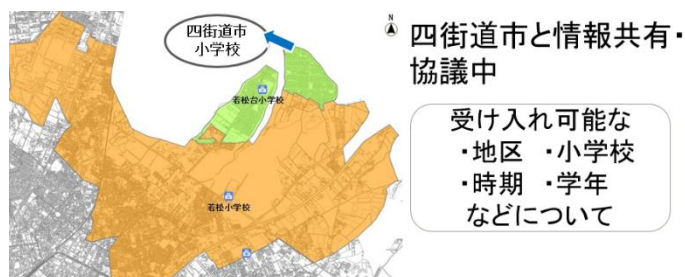 四街道市
小学校
若松台小学校
若松小学校
N
四街道市と情報共有・
協議中
受け入れ可能な
・地区 ・小学校
・時期 ・学年
などについて